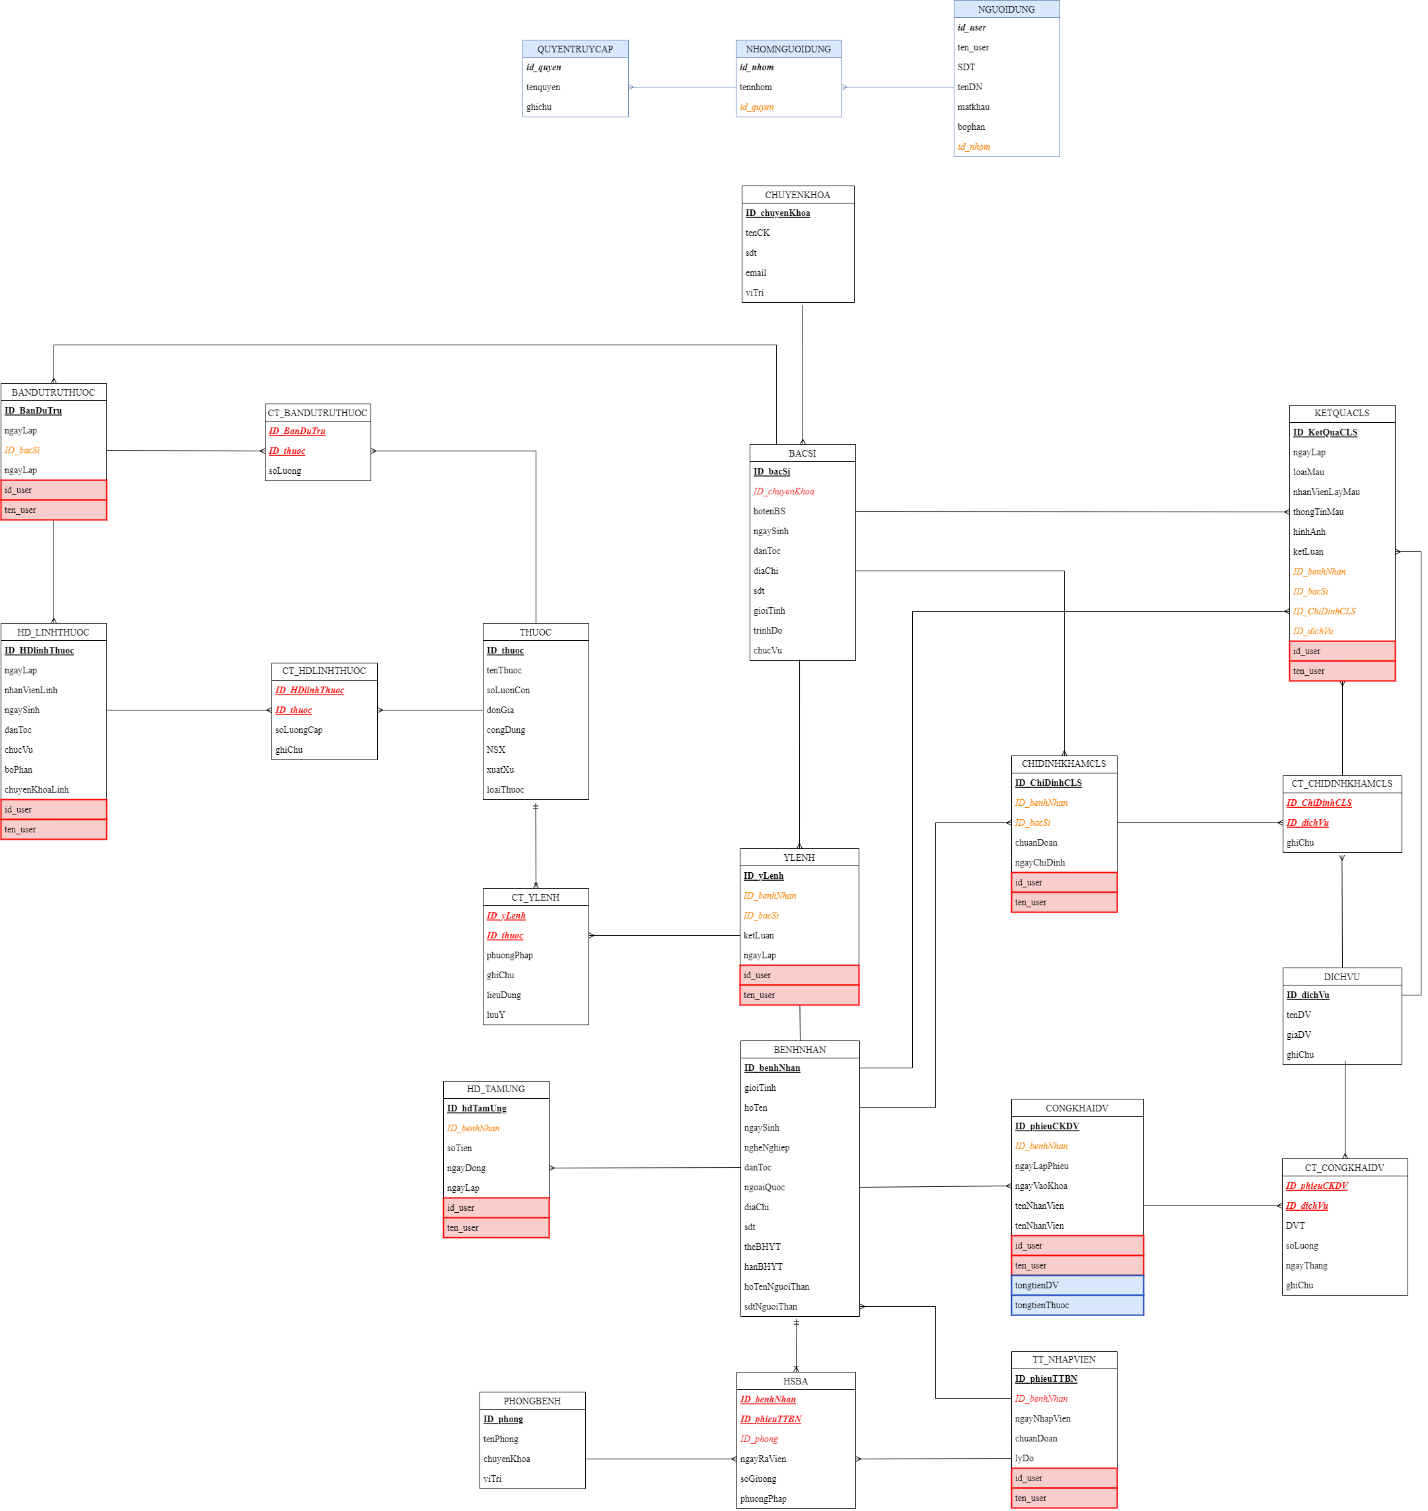 NGUOIDUNG
id_user
ten_user
SDT
tenDN
matkhau
bophan
id_nhom
QUYENTRUYCAP
id_quyen
tenquyen
ghichu
NHOMNGUOIDUNG
id_nhom
tennhom
id_quyen
CHUYENKHOA
ID_chuyenKhoa
tenCK
sdt
email
viTri
BANDUTRUTHUOC
ID_BanDuTru
ngayLap
ID_bacSi
ngayLap
id_user
ten_user
CT_BANDUTRUTHUOC
ID_BanDuTru
ID_thuoc
soLuong
BACSI
ID_bacSi
ID_chuyenKhoa
hotenBS
ngaySinh
danToc
diaChi
sdt
gioiTinh
trinhDo
chucVu
KETQUACLS
ID_KetQuaCLS
ngayLap
loaiMau
nhanVienLayMau
thongTinMau
hinhAnh
ketLuan
ID_benhNhan
ID_bacSi
ID_ChiDinhCLS
ID_dichVu
id_user
ten_user
HD_LINHTHUOC
ID_HDlinhThuoc
ngayLap
nhanVienLinh
ngaySinh
danToc
chucVu
boPhan
chuyenKhoaLinh
id_user
ten_user
CT_HDLINHTHUOC
ID_HDlinhThuoc
ID_thuoc
soLuongCap
ghiChu
THUOC
ID_thuoc
tenThuoc
soLuonCon
donGia
congDung
NSX
xuatXu
loaiThuoc
CHIDINHKHAMCLS
ID_ChiDinhCLS
ID_benhNhan
ID_bacSi
chuanDoan
ngayChiDinh
id_user
ten_user
CT_CHIDINHKHAMCLS
ID_ChiDinhCLS
ID_dichVu
ghiChu
YLENH
ID_yLenh
ID_benhNhan
ID_bacSi
ketLuan
ngayLap
id_user
ten_user
CT_YLENH
ID_yLenh
ID_thuoc
phuongPhap
ghiChu
lieuDung
luuY
DICHVU
ID_dichVu
tenDV
giaDV
ghiChu
BENHNHAN
ID_benhNhan
gioiTinh
hoTen
ngaySinh
ngheNghiep
danToc
ngoaiQuoc
diaChi
sdt
theBHYT
hanBHYT
hoTenNguoiThan
sdtNguoiThan
HD_TAMUNG
ID_hdTamUng
ID_benhNhan
soTien
ngayDong
ngayLap
id_user
ten_user
CONGKHAIDV
ID_phieuCKDV
ID_benhNhan
ngayLapPhieu
ngayVaoKhoa
tenNhanVien
tenNhanVien
id_user
ten_user
tongtienDV
tongtienThuoc
CT_CONGKHAIDV
ID_phieuCKDV
ID_dichVu
DVT
soLuong
ngayThang
ghiChu
TT_NHAPVIEN
ID_phieuTTBN
ID_benhNhan
ngayNhapVien
chuanDoan
lyDo
id_user
ten_user
HSBA
ID_benhNhan
ID_phieuTTBN
ID_phong
ngayRaVien
soGiuong
phuongPhap
PHONGBENH
ID_phong
tenPhong
chuyenKhoa
viTri